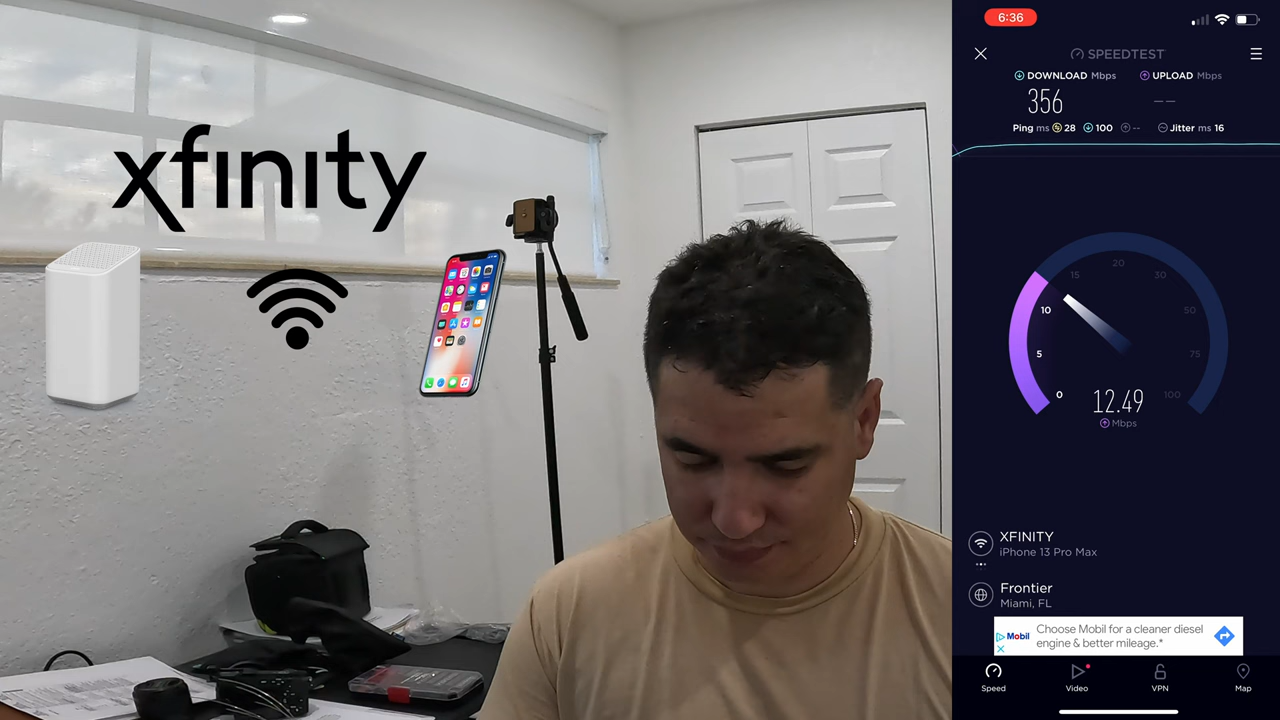 xfinity
6:36
SPEEDTEST
DOWNLOAD Mbps UPLOAD Mbps
356 --
Ping ms 28 100 -- Jitter ms 16
20
15 30
10 50
5 75
0 100
12.49
Mbps
XFINITY
iPhone 13 Pro Max
Frontier
Miami, FL
Mobil
Choose Mobil for a cleaner diesel
engine & better mileage.*
Speed Video VPN Map